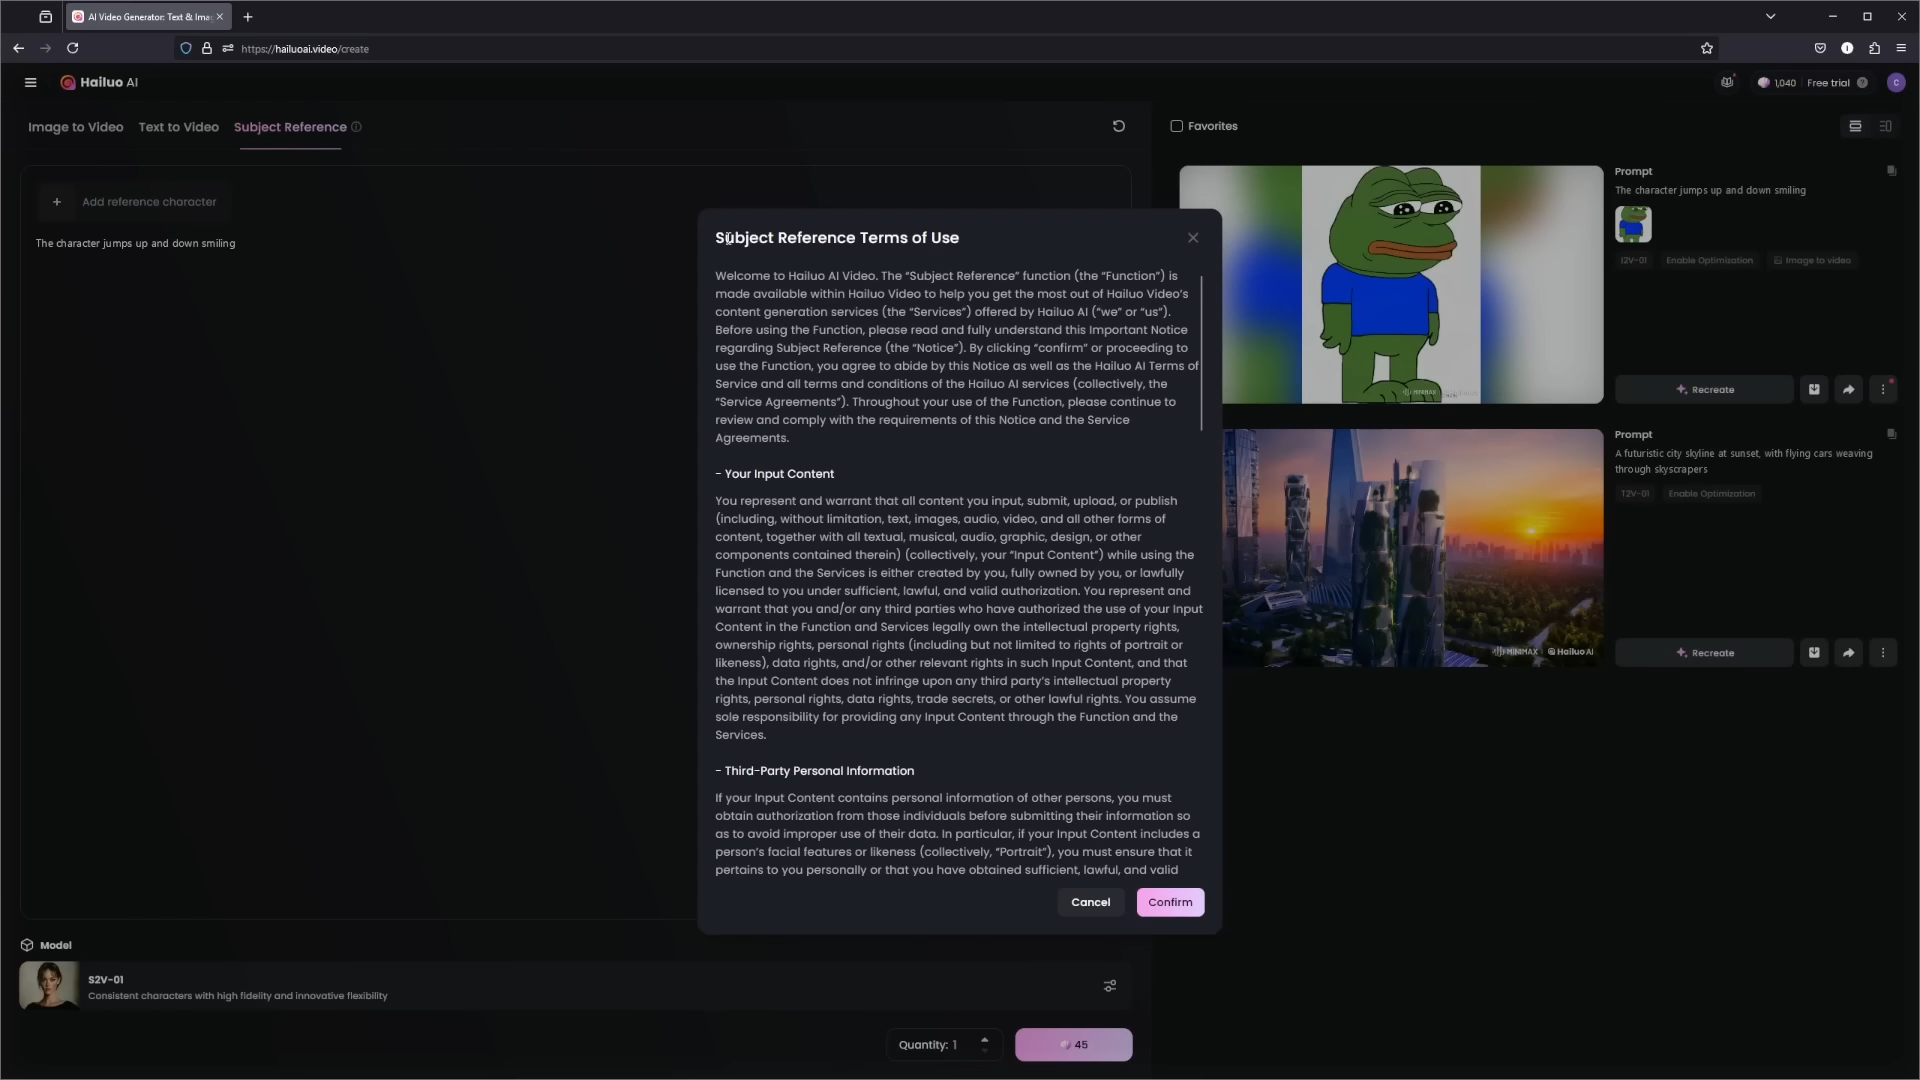 AI Video Generator: Text & Ima
https://hailuoai.video/create
Hailuo AI
1,040
Free trial
C
Image to Video
Text to Video
Subject Reference
Add reference character
The character jumps up and down smiling
Subject Reference Terms of Use
Welcome to Hailuo AI Video. The “Subject Reference” function (the “Function”) is
made available within Hailuo Video to help you get the most out of Hailuo Video’s
content generation services (the “Services”) offered by Hailuo AI (“we” or “us”).
Before using the Function, please read and fully understand this Important Notice
regarding Subject Reference (the “Notice”). By clicking “confirm” or proceeding to
use the Function, you agree to abide by this Notice as well as the Hailuo AI Terms of
Service and all terms and conditions of the Hailuo AI services (collectively, the
“Service Agreements”). Throughout your use of the Function, please continue to
review and comply with the requirements of this Notice and the Service
Agreements.
- Your Input Content
You represent and warrant that all content you input, submit, upload, or publish
(including, without limitation, text, images, audio, video, and all other forms of
content, together with all textual, musical, audio, graphic, design, or other
components contained therein) (collectively, your “Input Content”) while using the
Function and the Services is either created by you, fully owned by you, or lawfully
licensed to you under sufficient, lawful, and valid authorization. You represent and
warrant that you and/or any third parties who have authorized the use of your Input
Content in the Function and Services legally own the intellectual property rights,
ownership rights, personal rights (including but not limited to rights of portrait or
likeness), data rights, and/or other relevant rights in such Input Content, and that
the Input Content does not infringe upon any third party’s intellectual property
rights, personal rights, data rights, trade secrets, or other lawful rights. You assume
sole responsibility for providing any Input Content through the Function and the
Services.
- Third-Party Personal Information
If your Input Content contains personal information of other persons, you must
obtain authorization from those individuals before submitting their information so
as to avoid improper use of their data. In particular, if your Input Content includes a
person’s facial features or likeness (collectively, “Portrait”), you must ensure that it
pertains to you personally or that you have obtained sufficient, lawful, and valid
Cancel
Confirm
Model
S2V-01
Consistent characters with high fidelity and innovative flexibility
Quantity: 1
45
Favorites
Prompt
The character jumps up and down smiling
I2V-01
Enable Optimization
Image to video
Recreate
Prompt
A futuristic city skyline at sunset, with flying cars weaving
through skyscrapers
T2V-01
Enable Optimization
MINIMAX
Hailuo AI
Recreate